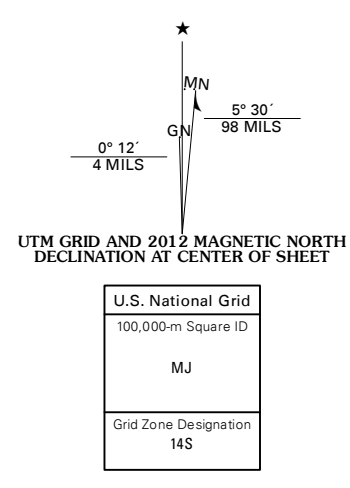 ★
MN
GN
5° 30´
98 MILS
0° 12´
4 MILS
UTM GRID AND 2012 MAGNETIC NORTH
DECLINATION AT CENTER OF SHEET
U.S. National Grid
100,000-m Square ID
MJ
Grid Zone Designation
14S